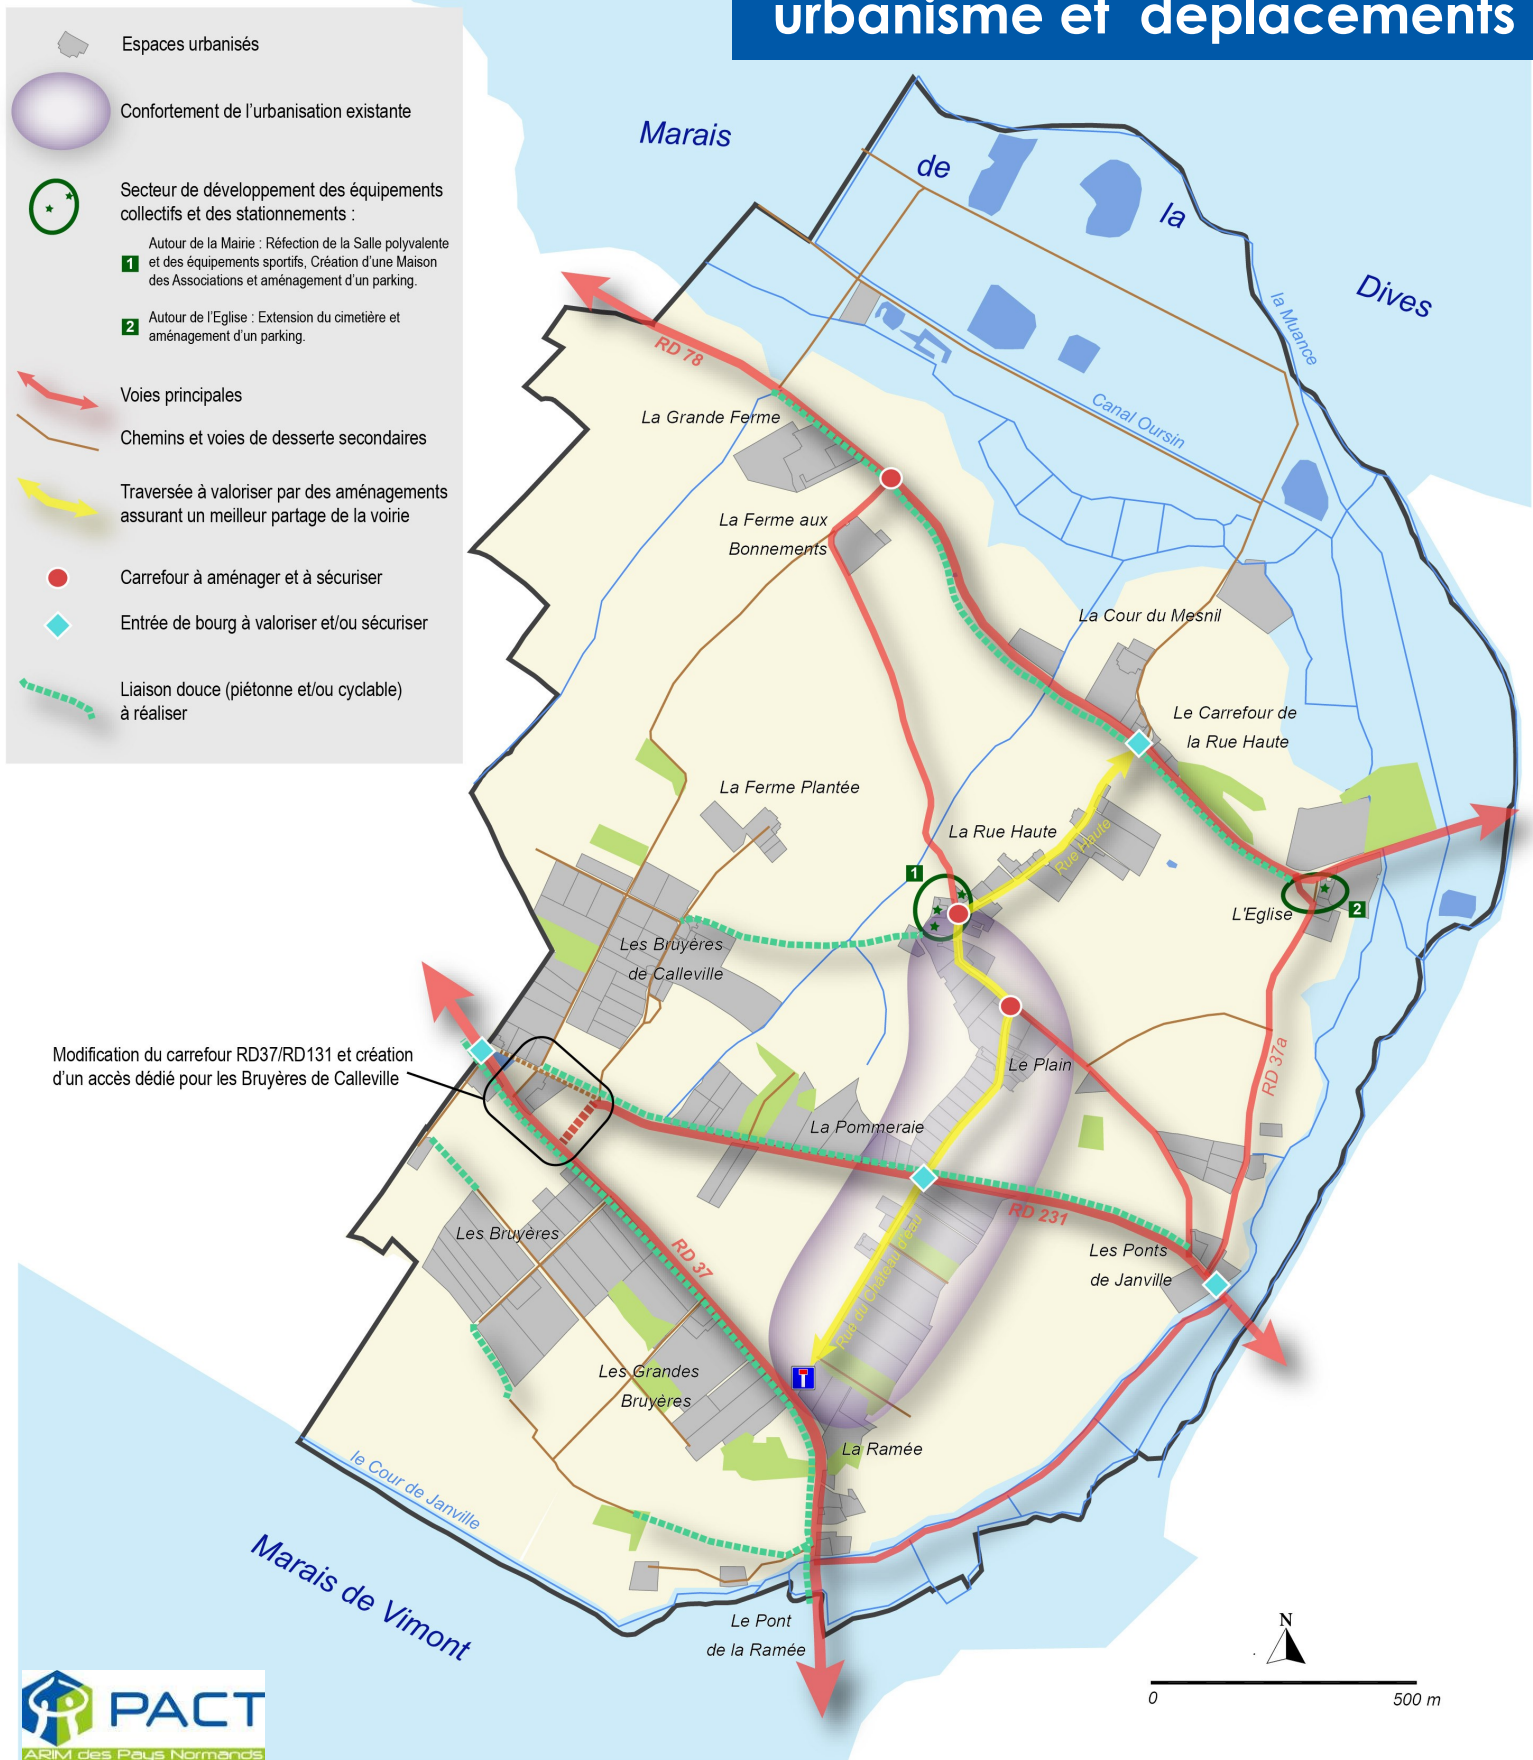 urbanisme et déplacements
Espaces urbanisés
Confortement de l'urbanisation existante
Secteur de développement des équipements
collectifs et des stationnements :
1
Autour de la Mairie : Réfection de la Salle polyvalente
et des équipements sportifs, Création d'une Maison
des Associations et aménagement d'un parking.
2
Autour de l'Eglise : Extension du cimetière et
aménagement d'un parking.
Voies principales
Chemins et voies de desserte secondaires
Traversée à valoriser par des aménagements
assurant un meilleur partage de la voirie
Carrefour à aménager et à sécuriser
Entrée de bourg à valoriser et/ou sécuriser
Liaison douce (piétonne et/ou cyclable)
à réaliser
Marais
de
la
Dives
la Muance
Canal Oursin
RD 78
La Grande Ferme
La Ferme aux
Bonnements
La Cour du Mesnil
Le Carrefour de
la Rue Haute
La Ferme Plantée
La Rue Haute
Rue Haute
1
L'Eglise
2
Les Bruyères
de Calleville
Modification du carrefour RD37/RD131 et création
d'un accès dédié pour les Bruyères de Calleville
Le Plain
RD 37a
La Pommeraie
RD 231
Les Bruyères
RD 37
Rue du Château d'eau
Les Ponts
de Janville
Les Grandes
Bruyères
La Ramée
le Cour de Janville
Marais de Vimont
Le Pont
de la Ramée
N
0
500 m
PACT
ARIM des Pays Normands